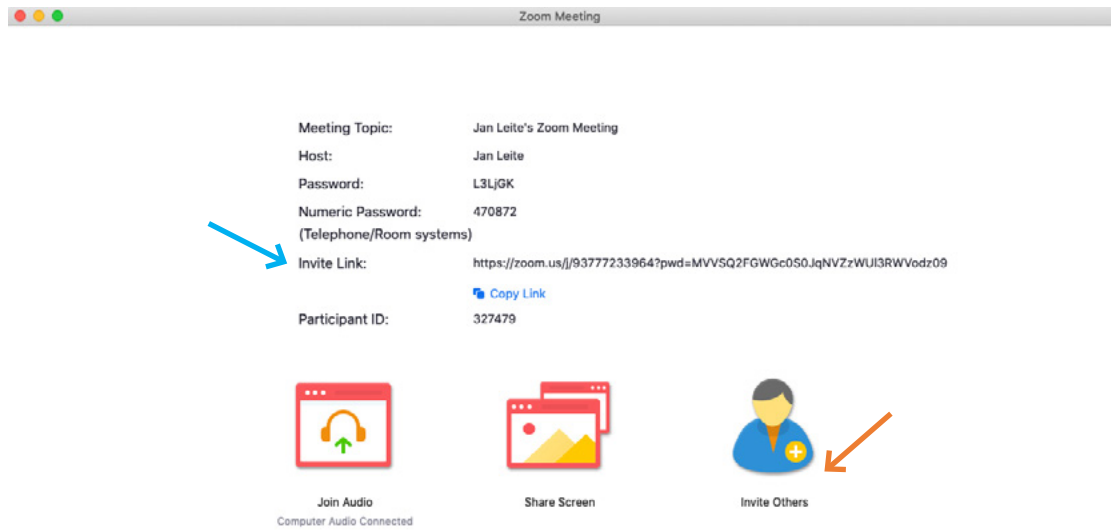 Zoom Meeting
Meeting Topic: Jan Leite's Zoom Meeting
Host: Jan Leite
Password: L3LjGK
Numeric Password: 470872
(Telephone/Room systems)
Invite Link: https://zoom.us/j/93777233964?pwd=MVVSQ2FGWGc0S0JqNVZzWUl3RWVodz09
Copy Link
Participant ID: 327479
Join Audio Share Screen Invite Others
Computer Audio Connected